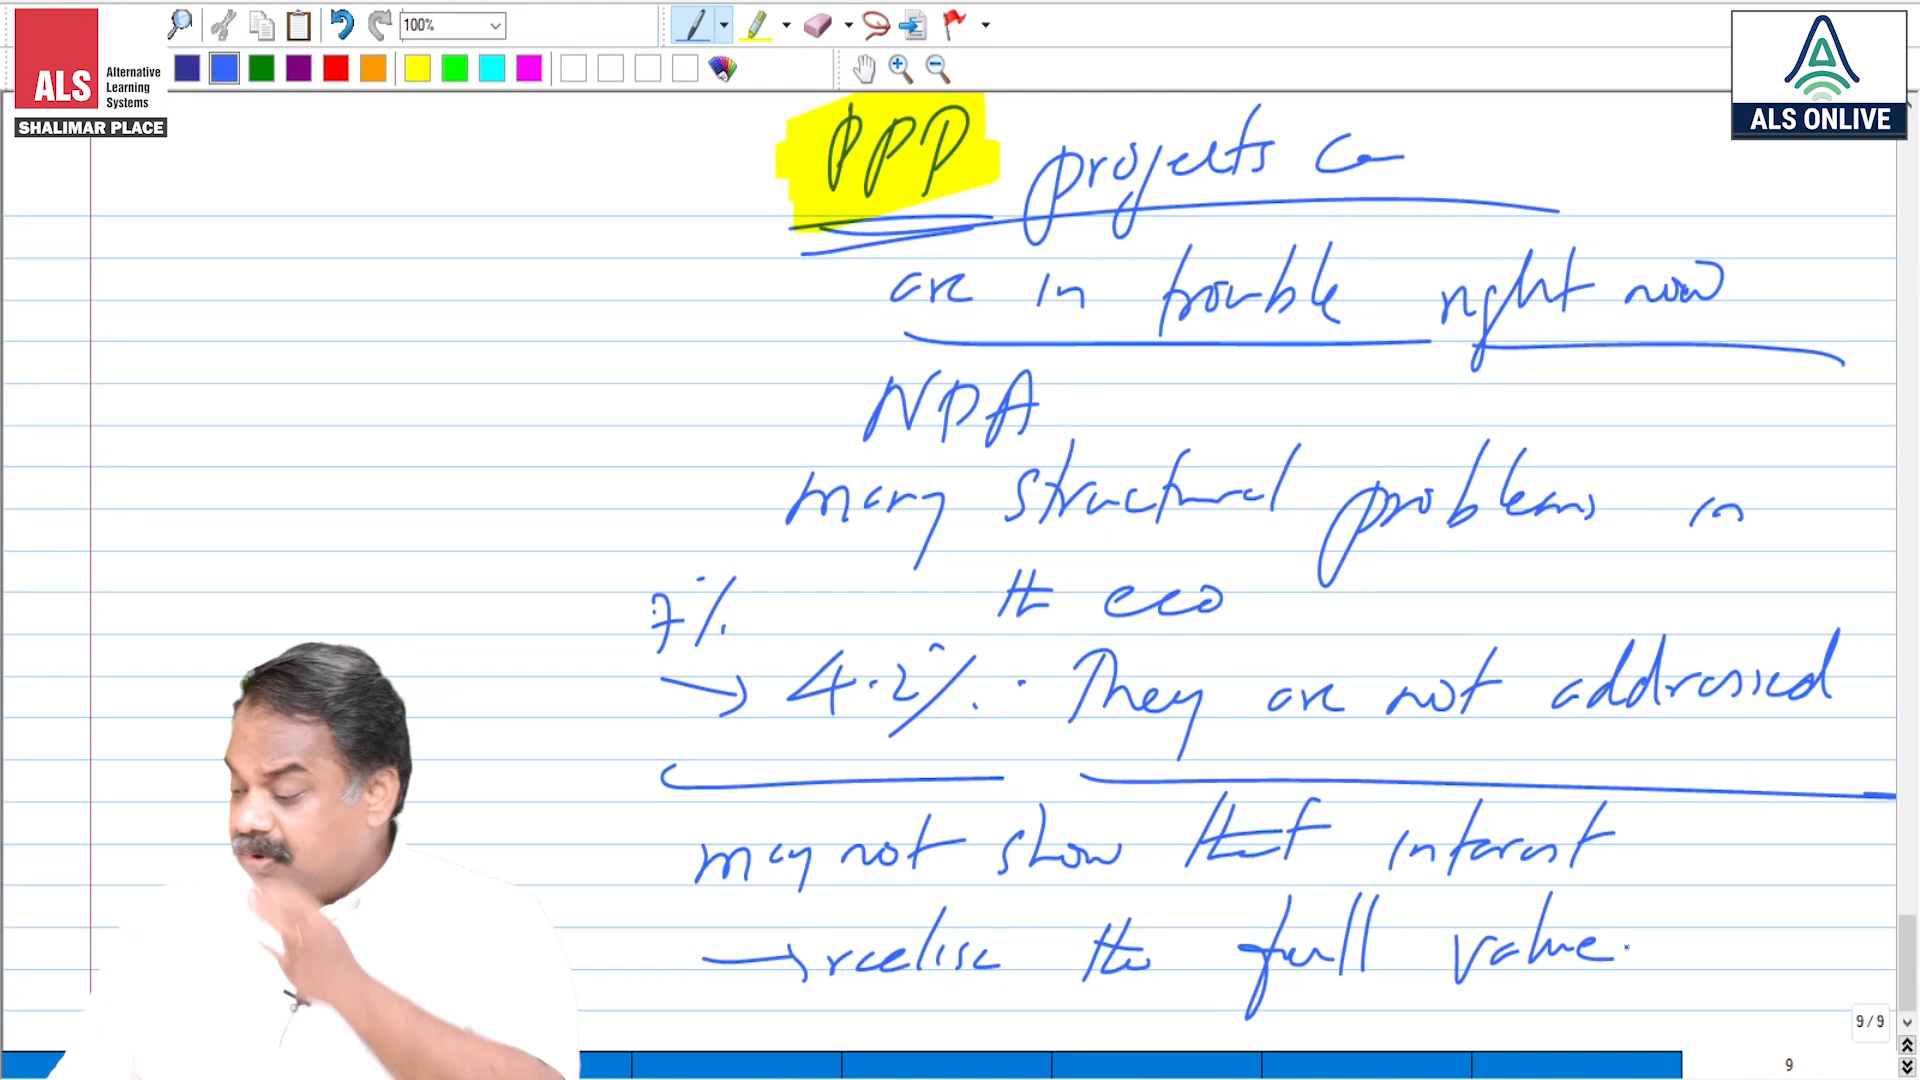 100%
ALS
Alternative
Learning
Systems
SHALIMAR PLACE
ALS ONLIVE
PPP projects
are in trouble right now
NPA
many structural problems in
the eco
7%
→ 4.2%. They are not addressed
may not show that interest
→ realise the full value.
9/9
9